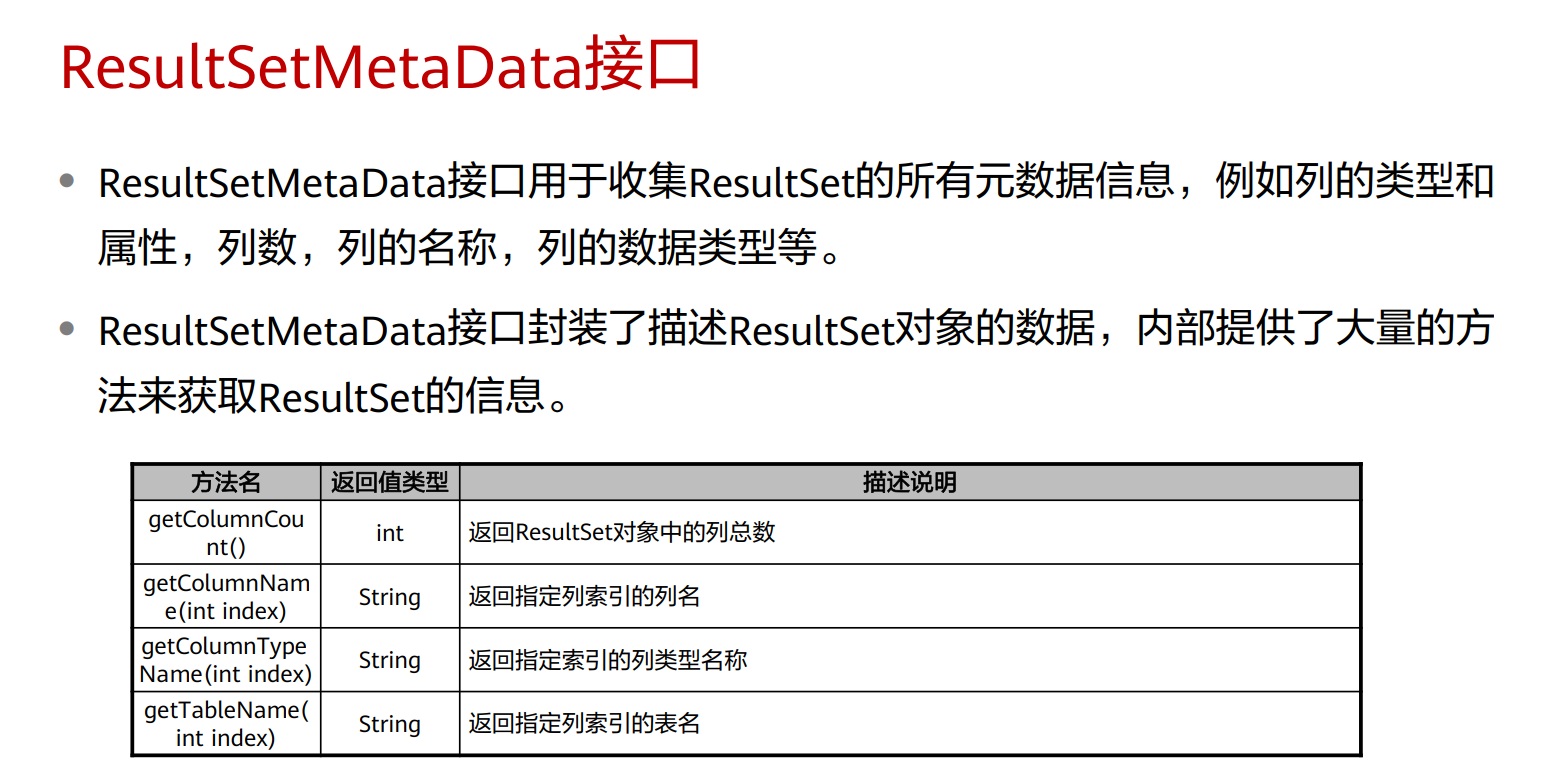 ResultSetMetaData接口
ResultSetMetaData接口用于收集ResultSet的所有元数据信息，例如列的类型和
属性，列数，列的名称，列的数据类型等。
ResultSetMetaData接口封装了描述ResultSet对象的数据，内部提供了大量的方
法来获取ResultSet的信息。
方法名 返回值类型 描述说明
getColumnCou
nt()
int
返回ResultSet对象中的列总数
getColumnNam
e(int index)
String
返回指定列索引的列名
getColumnType
Name(int index)
String
返回指定索引的列类型名称
getTableName(
int index)
String
返回指定列索引的表名